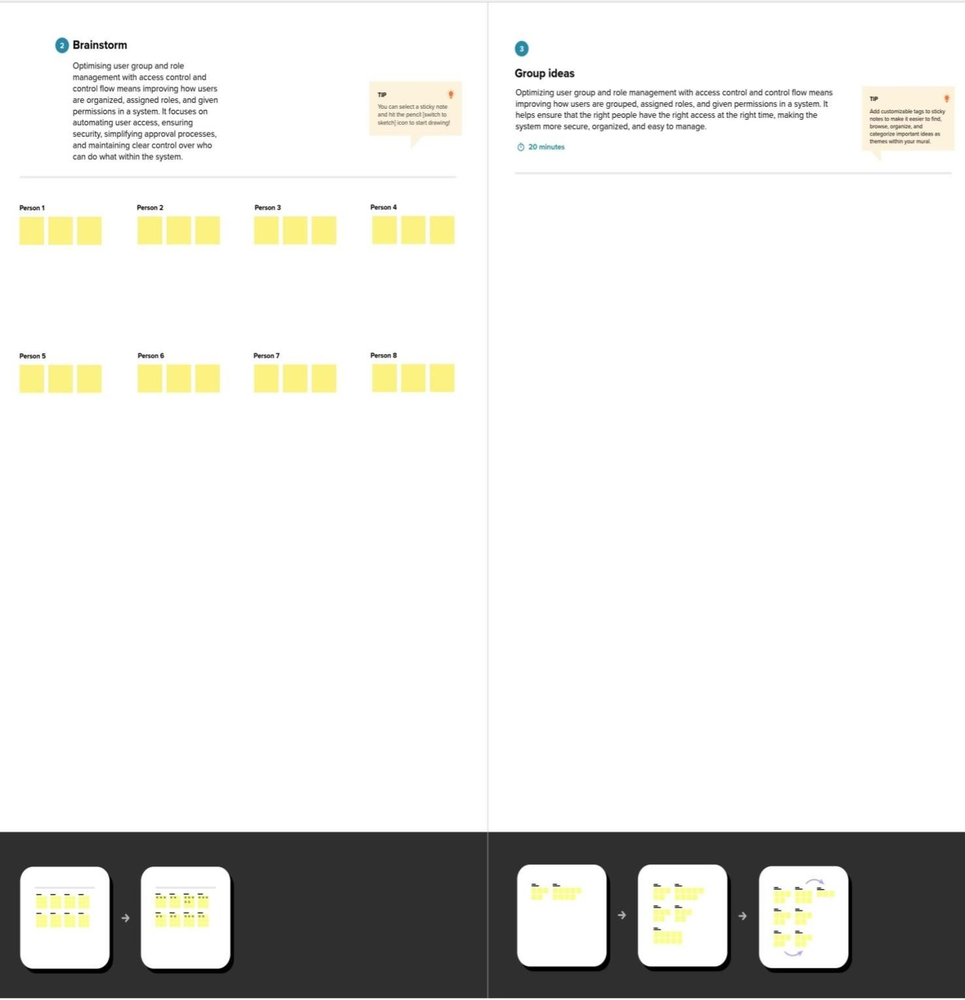 2 Brainstorm
Optimising user group and role
management with access control and
control flow means improving how users
are organized, assigned roles, and given
permissions in a system. It focuses on
automating user access, ensuring
security, simplifying approval processes,
and maintaining clear control over who
can do what within the system.
TIP
You can select a sticky note
and hit the pencil [switch to
sketch] icon to start drawing!
Person 1
Person 2
Person 3
Person 4
Person 5
Person 6
Person 7
Person 8
3
Group ideas
Optimizing user group and role management with access control and control flow means
improving how users are grouped, assigned roles, and given permissions in a system. It
helps ensure that the right people have the right access at the right time, making the
system more secure, organized, and easy to manage.
20 minutes
TIP
Add customizable tags to sticky
notes to make it easier to find,
browse, organize, and
categorize important ideas as
themes within your mural.